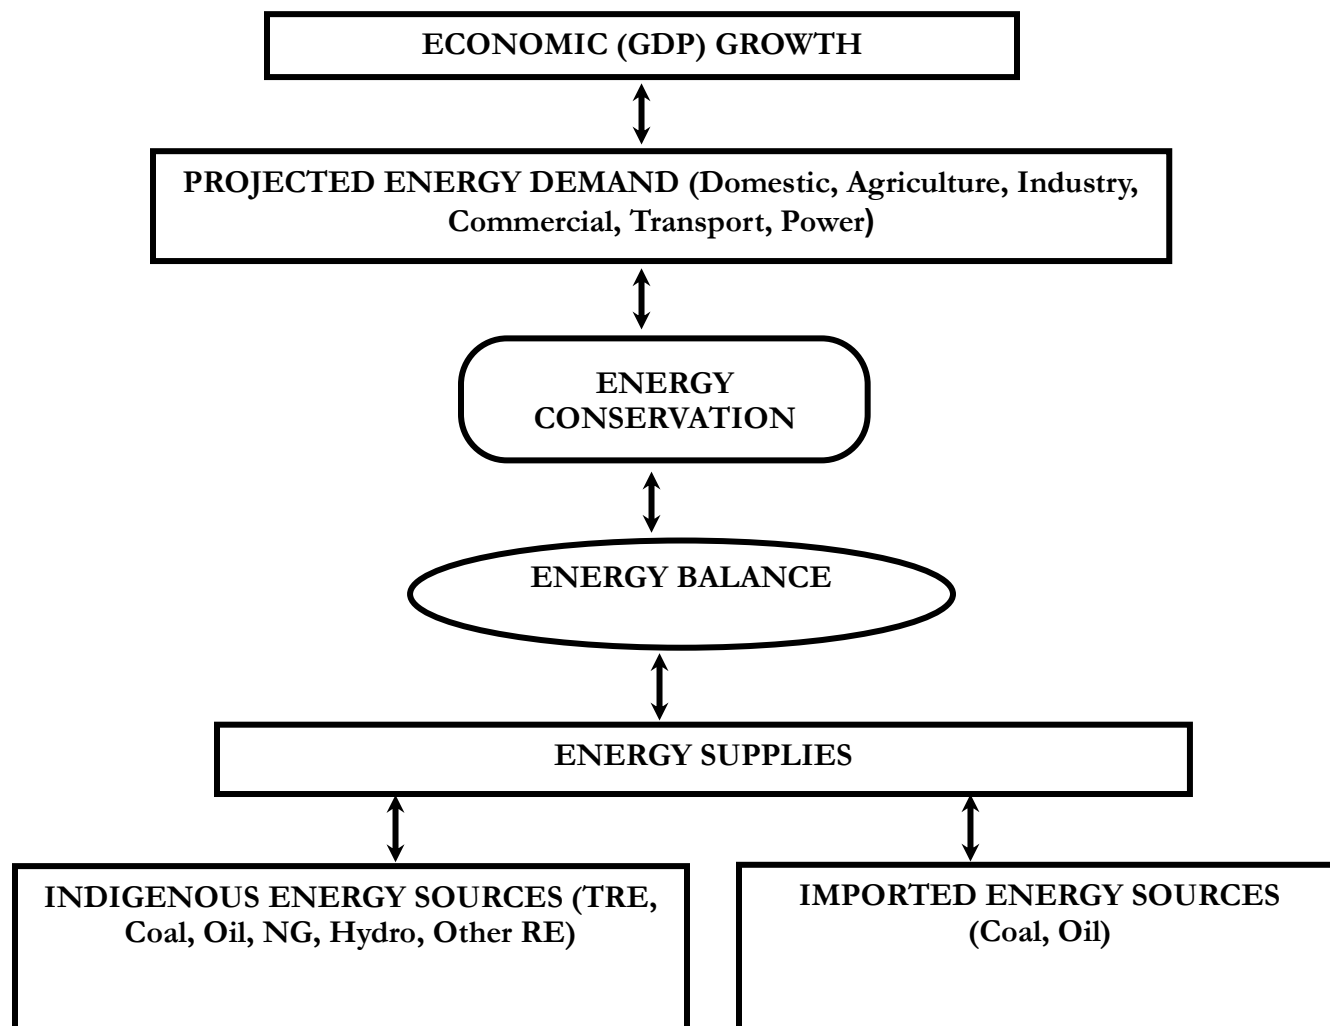 ECONOMIC (GDP) GROWTH
PROJECTED ENERGY DEMAND (Domestic, Agriculture, Industry,
Commercial, Transport, Power)
ENERGY
CONSERVATION
ENERGY BALANCE
ENERGY SUPPLIES
INDIGENOUS ENERGY SOURCES (TRE,
Coal, Oil, NG, Hydro, Other RE)
IMPORTED ENERGY SOURCES
(Coal, Oil)